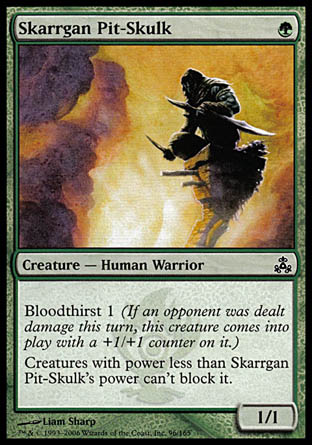 Skarrgan Pit-Skulk
Creature — Human Warrior
Bloodthirst 1 (If an opponent was dealt
damage this turn, this creature comes into
play with a +1/+1 counter on it.)
Creatures with power less than Skarrgan
Pit-Skulk's power can't block it.
1/1
Liam Sharp
™ & © 1993–2006 Wizards of the Coast, Inc. 96/165